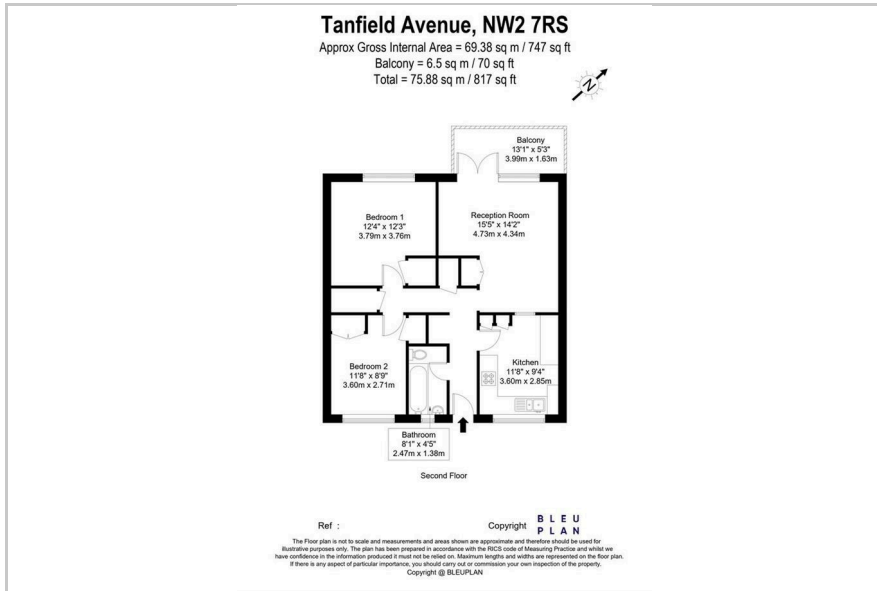 Tanfield Avenue, NW2 7RS
Approx Gross Internal Area = 69.38 sq m / 747 sq ft
Balcony = 6.5 sq m / 70 sq ft
Total = 75.88 sq m / 817 sq ft
N
Balcony
13'1" x 5'3"
3.99m x 1.63m
Bedroom 1
12'4" x 12'3"
3.79m x 3.76m
Reception Room
15'5" x 14'2"
4.73m x 4.34m
Bedroom 2
11'8" x 8'9"
3.60m x 2.71m
Kitchen
11'8" x 9'4"
3.60m x 2.85m
Bathroom
8'1" x 4'5"
2.47m x 1.38m
Second Floor
Ref :
Copyright
BLEU
PLAN
The Floor plan is not to scale and measurements and areas shown are approximate and therefore should be used for
illustrative purposes only. The plan has been prepared in accordance with the RICS code of Measuring Practice and whilst we
have confidence in the information produced it must not be relied on. Maximum lengths and widths are represented on the floor plan.
If there is any aspect of particular importance, you should carry out or commission your own inspection of the property.
Copyright @ BLEUPLAN